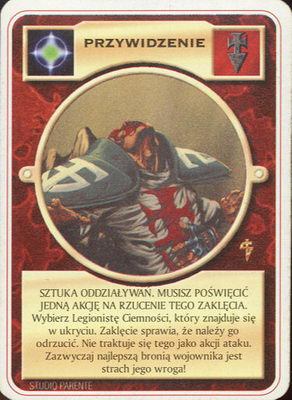 PRZYWIDZENIE
SZTUKA ODDZIAŁYWAŃ. MUSISZ POŚWIĘCIĆ
JEDNĄ AKCJĘ NA RZUCENIE TEGO ZAKLĘCIA.
Wybierz Legionistę Ciemności, który znajduje się
w ukryciu. Zaklęcie sprawia, że należy go
odrzucić. Nie traktuje się tego jako akcji ataku.
Zazwyczaj najlepszą bronią wojownika jest
strach jego wroga!
STUDIO PARENTE